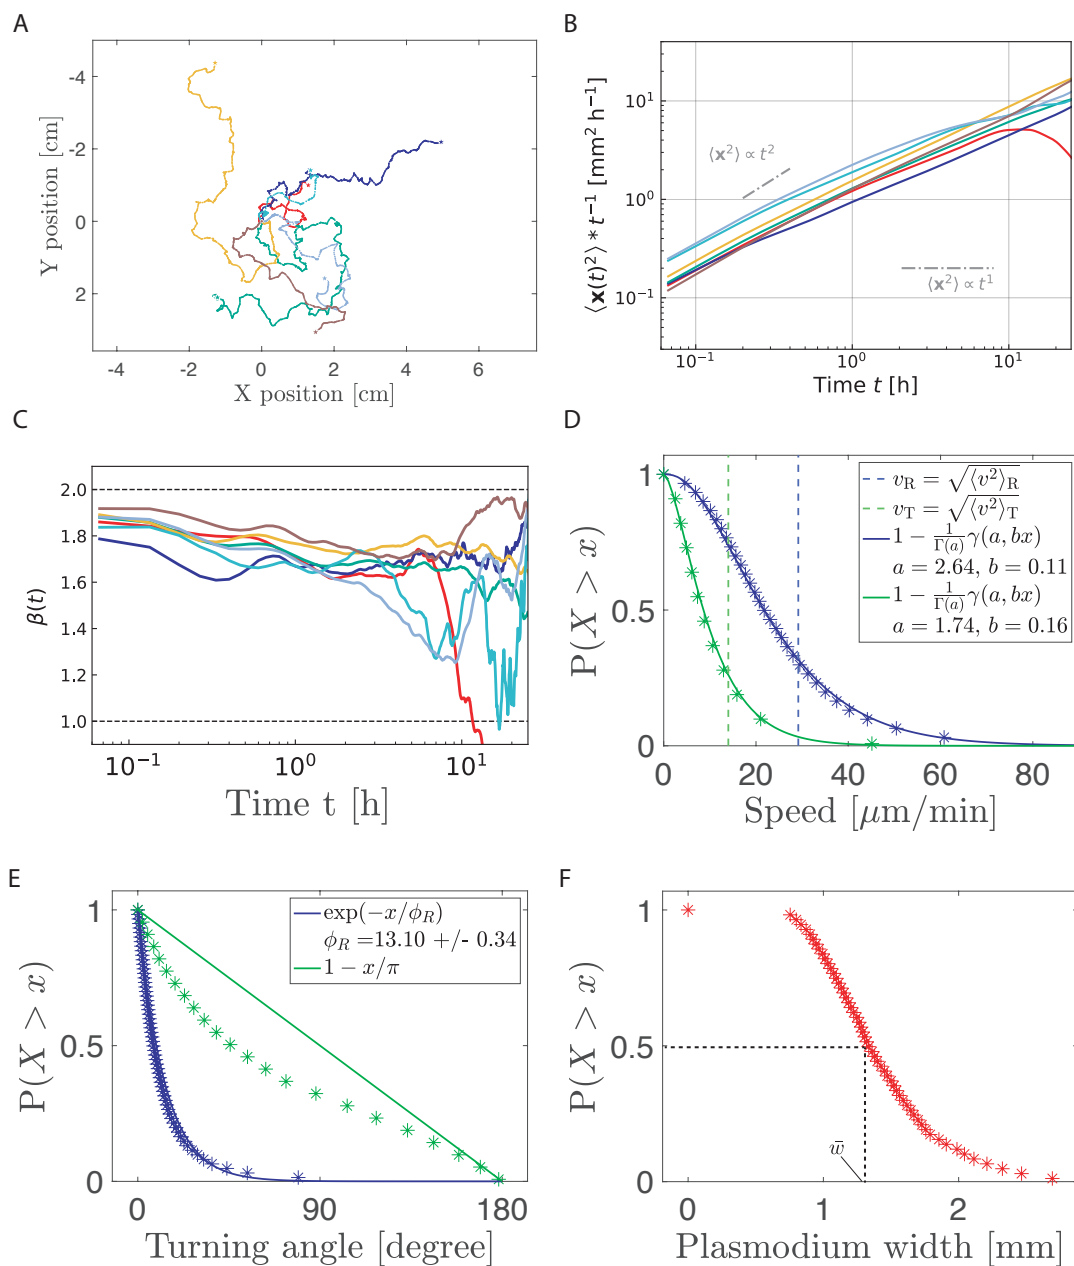 A
-4
-2
0
2
Y position [cm]
-4
-2
0
2
4
6
X position [cm]
B
10¹
10⁰
10⁻¹
⟨x(t)²⟩ * t⁻¹ [mm² h⁻¹]
⟨x²⟩ ∝ t²
⟨x²⟩ ∝ t¹
10⁻¹
10⁰
10¹
Time t [h]
C
2.0
1.8
1.6
1.4
1.2
1.0
β(t)
10⁻¹
10⁰
10¹
Time t [h]
D
1
0.5
0
P(X > x)
v_R = √⟨v²⟩_R
v_T = √⟨v²⟩_T
1 − 1/Γ(a) γ(a, bx)
a = 2.64, b = 0.11
1 − 1/Γ(a) γ(a, bx)
a = 1.74, b = 0.16
0
20
40
60
80
Speed [μm/min]
E
1
0.5
0
P(X > x)
exp(−x/ϕ_R)
ϕ_R =13.10 +/- 0.34
1 − x/π
0
90
180
Turning angle [degree]
F
1
0.5
0
P(X > x)
w̄
0
1
2
Plasmodium width [mm]